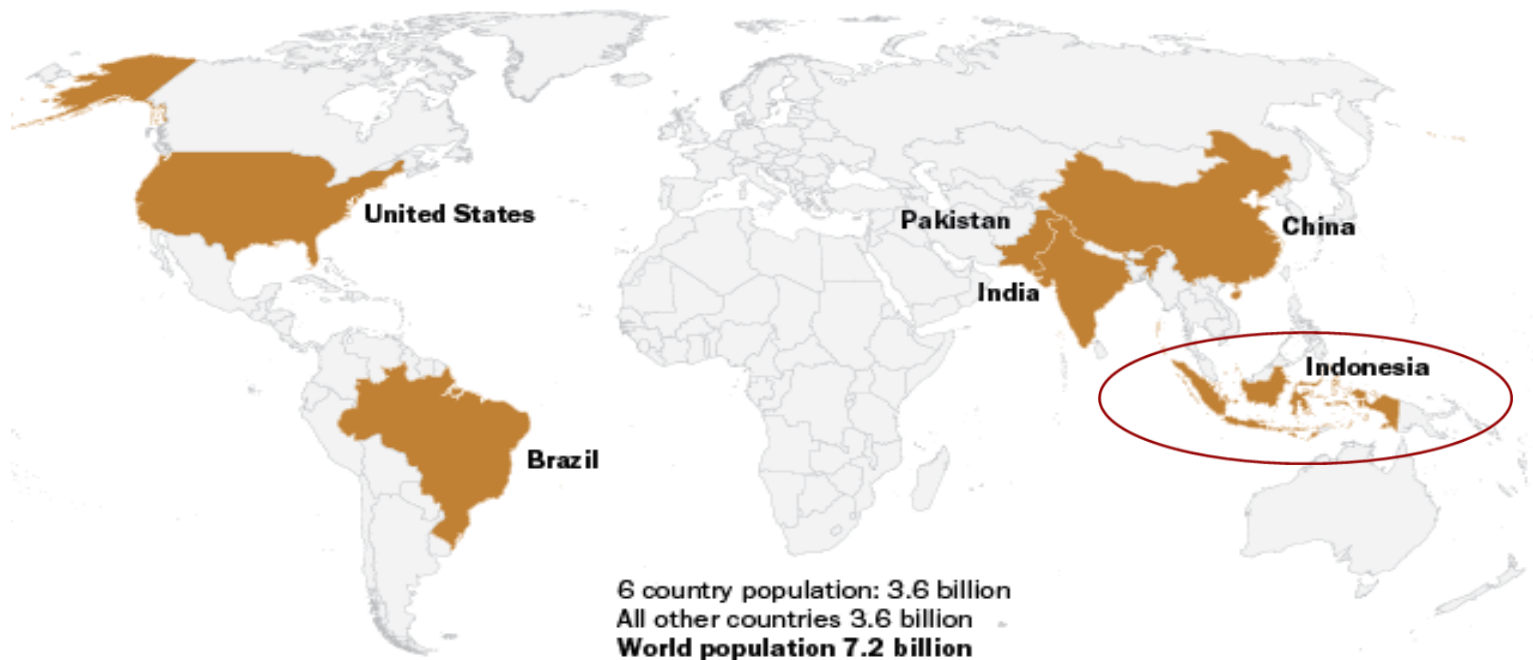 United States
Pakistan
China
India
Indonesia
Brazil
6 country population: 3.6 billion
All other countries 3.6 billion
World population 7.2 billion